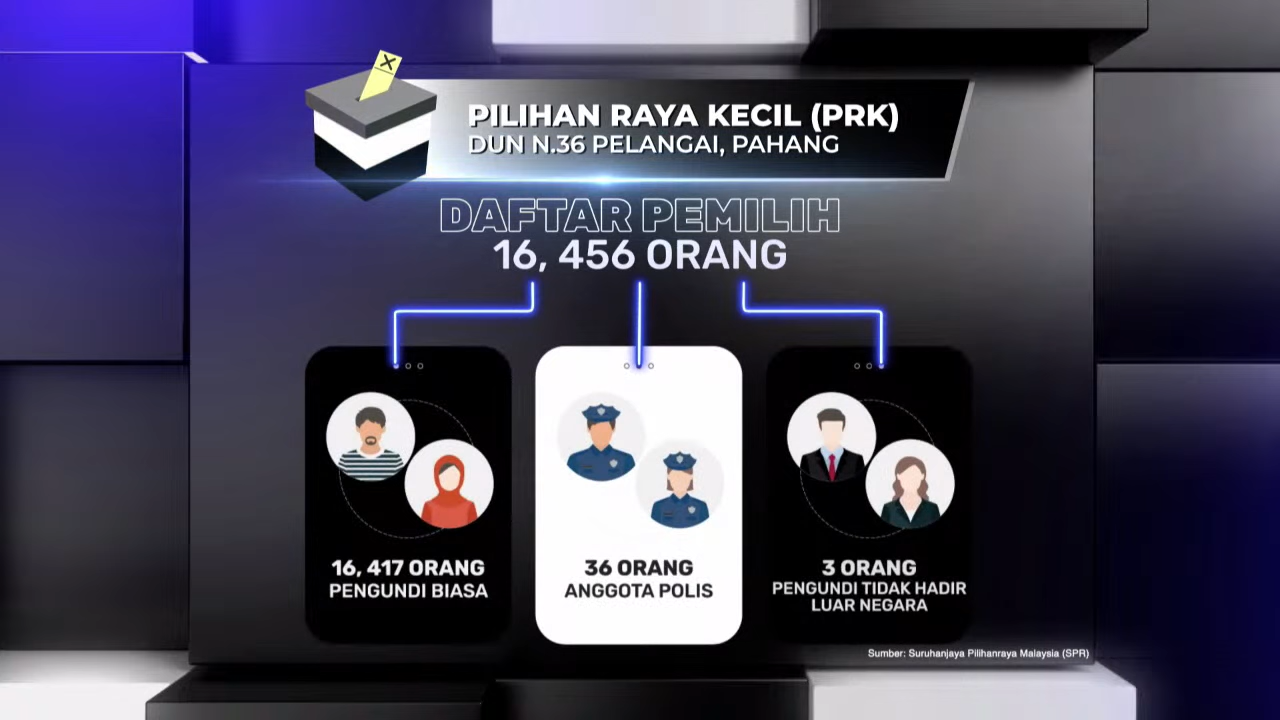 PILIHAN RAYA KECIL (PRK)
DUN N.36 PELANGAI, PAHANG
DAFTAR PEMILIH
16, 456 ORANG
16, 417 ORANG
PENGUNDI BIASA
36 ORANG
ANGGOTA POLIS
3 ORANG
PENGUNDI TIDAK HADIR
LUAR NEGARA
Sumber: Suruhanjaya Pilihanraya Malaysia (SPR)